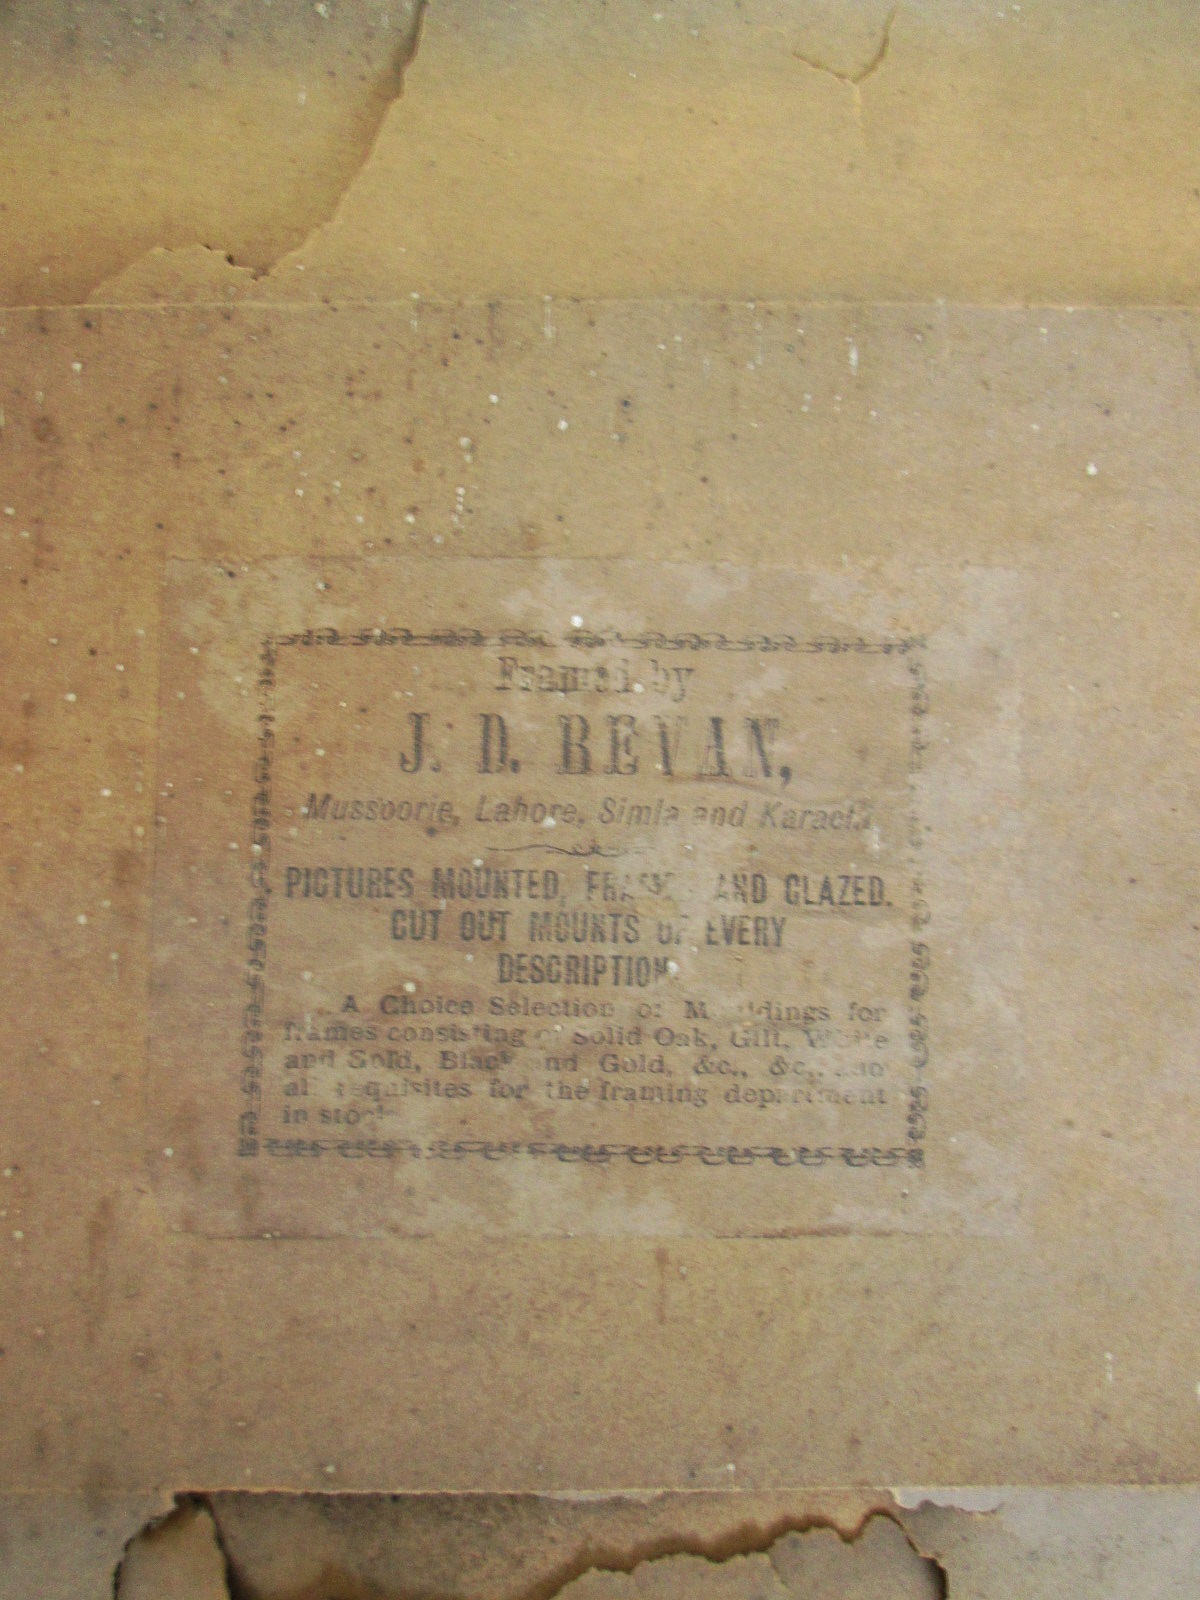 Framed by
J. D. BEVAN,
Mussoorie, Lahore, Simla and Karachi
PICTURES MOUNTED, FRAMED AND GLAZED.
CUT OUT MOUNTS OF EVERY
DESCRIPTION.
A Choice Selection of Mouldings for
frames consisting of Solid Oak, Gilt, White
and Gold, Black and Gold, &c., &c., also
all requisites for the framing department
in stock